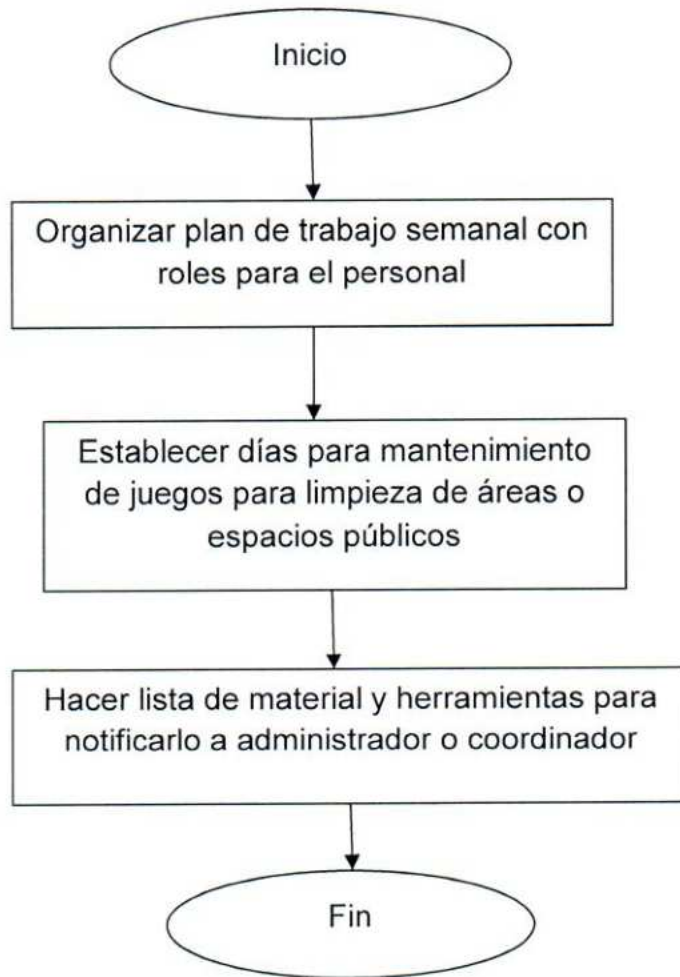 Inicio
Organizar plan de trabajo semanal con
roles para el personal
Establecer días para mantenimiento
de juegos para limpieza de áreas o
espacios públicos
Hacer lista de material y herramientas para
notificarlo a administrador o coordinador
Fin